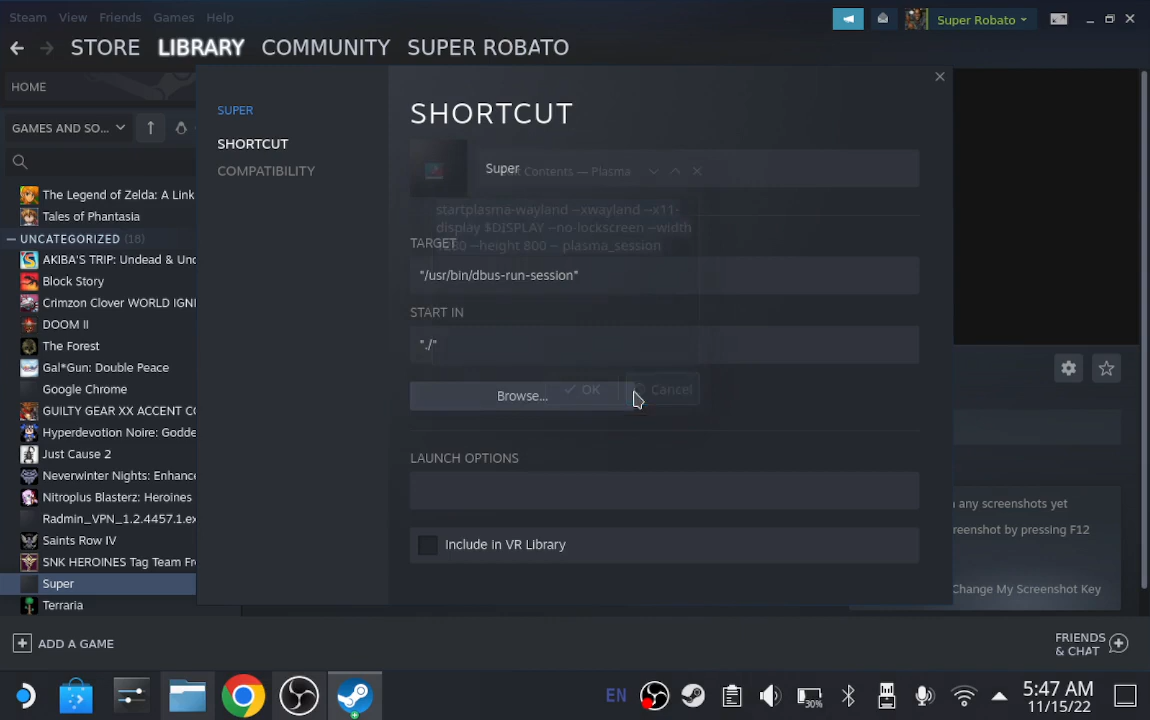 Steam View Friends Games Help
Super Robato
STORE LIBRARY COMMUNITY SUPER ROBATO
HOME
GAMES AND SO...
The Legend of Zelda: A Link
Tales of Phantasia
UNCATEGORIZED (18)
AKIBA'S TRIP: Undead & Und
Block Story
Crimzon Clover WORLD IGNI
DOOM II
The Forest
Gal*Gun: Double Peace
Google Chrome
GUILTY GEAR XX ACCENT CO
Hyperdevotion Noire: Godde
Just Cause 2
Neverwinter Nights: Enhance
Nitroplus Blasterz: Heroines
Radmin_VPN_1.2.4457.1.ex
Saints Row IV
SNK HEROINES Tag Team Fr
Super
Terraria
SUPER
SHORTCUT
COMPATIBILITY
SHORTCUT
Super
Contents — Plasma
startplasma-wayland --xwayland --x11-
display $DISPLAY --no-lockscreen --width
--height 800 -- plasma_session
TARGET
"/usr/bin/dbus-run-session"
START IN
"./"
Browse...
OK
Cancel
LAUNCH OPTIONS
Include in VR Library
any screenshots yet
reenshot by pressing F12
Change My Screenshot Key
ADD A GAME
FRIENDS
& CHAT
EN
30%
5:47 AM
11/15/22